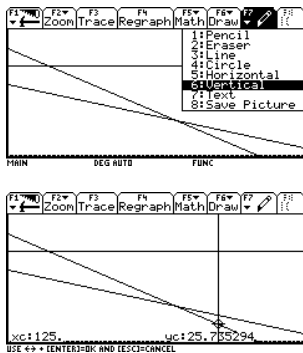 F1 F2 Zoom F3 Trace F4 Regraph F5 Math F6 Draw F7
1:Pencil
2:Eraser
3:Line
4:Circle
5:Horizontal
6:Vertical
7:Text
8:Save Picture
MAIN DEG AUTO FUNC
F1 F2 Zoom F3 Trace F4 Regraph F5 Math F6 Draw F7
xc:125. yc:25.735294
USE ←→ + [ENTER]=OK AND [ESC]=CANCEL